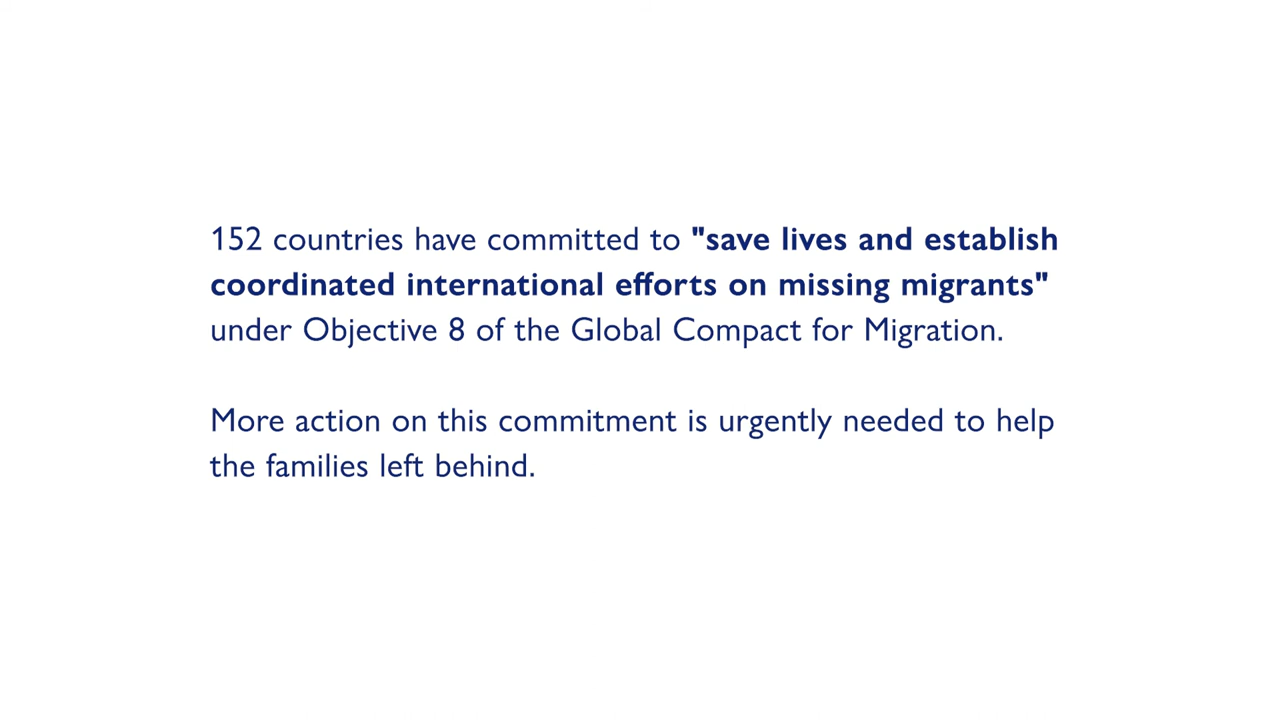 152 countries have committed to "save lives and establish
coordinated international efforts on missing migrants"
under Objective 8 of the Global Compact for Migration.
More action on this commitment is urgently needed to help
the families left behind.